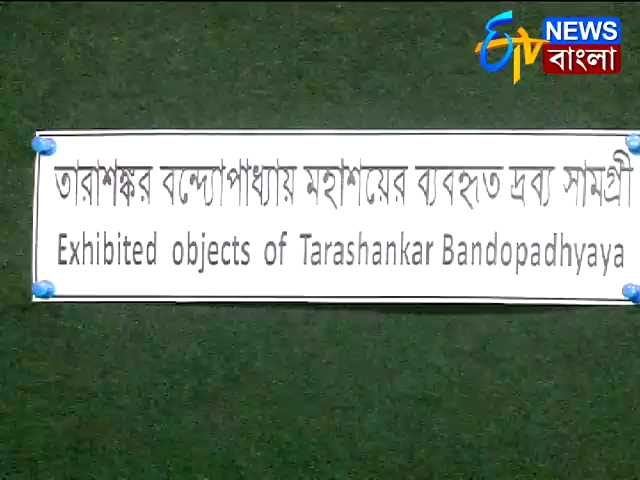 ETV NEWS
বাংলা
তারাশঙ্কর বন্দ্যোপাধ্যায় মহাশয়ের ব্যবহৃত দ্রব্য সামগ্রী
Exhibited objects of Tarashankar Bandopadhyaya